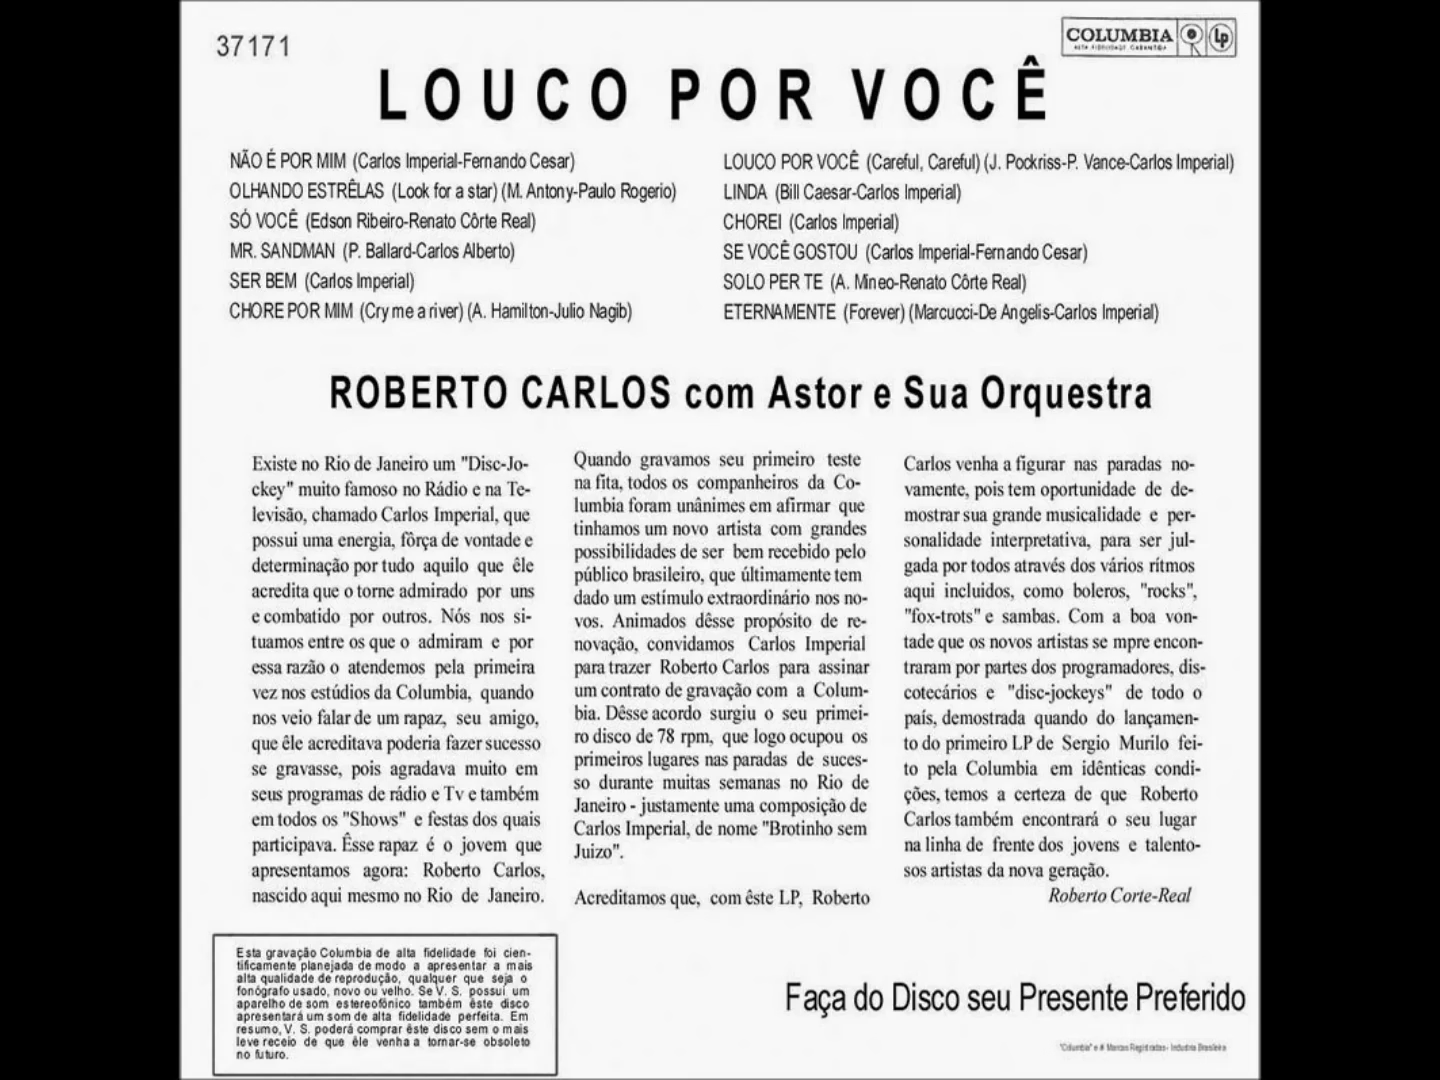 37171
COLUMBIA
ALTA FIDELIDADE GARANTIDA
Lp
LOUCO POR VOCÊ
NÃO É POR MIM (Carlos Imperial-Fernando Cesar)
OLHANDO ESTRÊLAS (Look for a star) (M. Antony-Paulo Rogerio)
SÓ VOCÊ (Edson Ribeiro-Renato Côrte Real)
MR. SANDMAN (P. Ballard-Carlos Alberto)
SER BEM (Carlos Imperial)
CHORE POR MIM (Cry me a river) (A. Hamilton-Julio Nagib)
LOUCO POR VOCÊ (Careful, Careful) (J. Pockriss-P. Vance-Carlos Imperial)
LINDA (Bill Caesar-Carlos Imperial)
CHOREI (Carlos Imperial)
SE VOCÊ GOSTOU (Carlos Imperial-Fernando Cesar)
SOLO PER TE (A. Mineo-Renato Côrte Real)
ETERNAMENTE (Forever) (Marcucci-De Angelis-Carlos Imperial)
ROBERTO CARLOS com Astor e Sua Orquestra
Existe no Rio de Janeiro um "Disc-Jo-
ckey" muito famoso no Rádio e na Te-
levisão, chamado Carlos Imperial, que
possui uma energia, fôrça de vontade e
determinação por tudo aquilo que êle
acredita que o torne admirado por uns
e combatido por outros. Nós nos si-
tuamos entre os que o admiram e por
essa razão o atendemos pela primeira
vez nos estúdios da Columbia, quando
nos veio falar de um rapaz, seu amigo,
que êle acreditava poderia fazer sucesso
se gravasse, pois agradava muito em
seus programas de rádio e Tv e também
em todos os "Shows" e festas dos quais
participava. Êsse rapaz é o jovem que
apresentamos agora: Roberto Carlos,
nascido aqui mesmo no Rio de Janeiro.
Quando gravamos seu primeiro teste
na fita, todos os companheiros da Co-
lumbia foram unânimes em afirmar que
tinhamos um novo artista com grandes
possibilidades de ser bem recebido pelo
público brasileiro, que últimamente tem
dado um estímulo extraordinário nos no-
vos. Animados dêsse propósito de re-
novação, convidamos Carlos Imperial
para trazer Roberto Carlos para assinar
um contrato de gravação com a Colum-
bia. Dêsse acordo surgiu o seu primei-
ro disco de 78 rpm, que logo ocupou os
primeiros lugares nas paradas de suces-
so durante muitas semanas no Rio de
Janeiro - justamente uma composição de
Carlos Imperial, de nome "Brotinho sem
Juizo".
Acreditamos que, com êste LP, Roberto
Carlos venha a figurar nas paradas no-
vamente, pois tem oportunidade de de-
mostrar sua grande musicalidade e per-
sonalidade interpretativa, para ser jul-
gada por todos através dos vários rítmos
aqui incluidos, como boleros, "rocks",
"fox-trots" e sambas. Com a boa von-
tade que os novos artistas se mpre encon-
traram por partes dos programadores, dis-
cotecários e "disc-jockeys" de todo o
país, demostrada quando do lançamen-
to do primeiro LP de Sergio Murilo fei-
to pela Columbia em idênticas condi-
ções, temos a certeza de que Roberto
Carlos também encontrará o seu lugar
na linha de frente dos jovens e talento-
sos artistas da nova geração.
Roberto Corte-Real
Esta gravação Columbia de alta fidelidade foi cien-
tificamente planejada de modo a apresentar a mais
alta qualidade de reprodução, qualquer que seja o
fonógrafo usado, novo ou velho. Se V. S. possui um
aparelho de som estereofônico também êste disco
apresentará um som de alta fidelidade perfeita. Em
resumo, V. S. poderá comprar êste disco sem o mais
leve receio de que êle venha a tornar-se obsoleto
no futuro.
Faça do Disco seu Presente Preferido
"Columbia" e # Marcas Registradas- Industria Brasileira